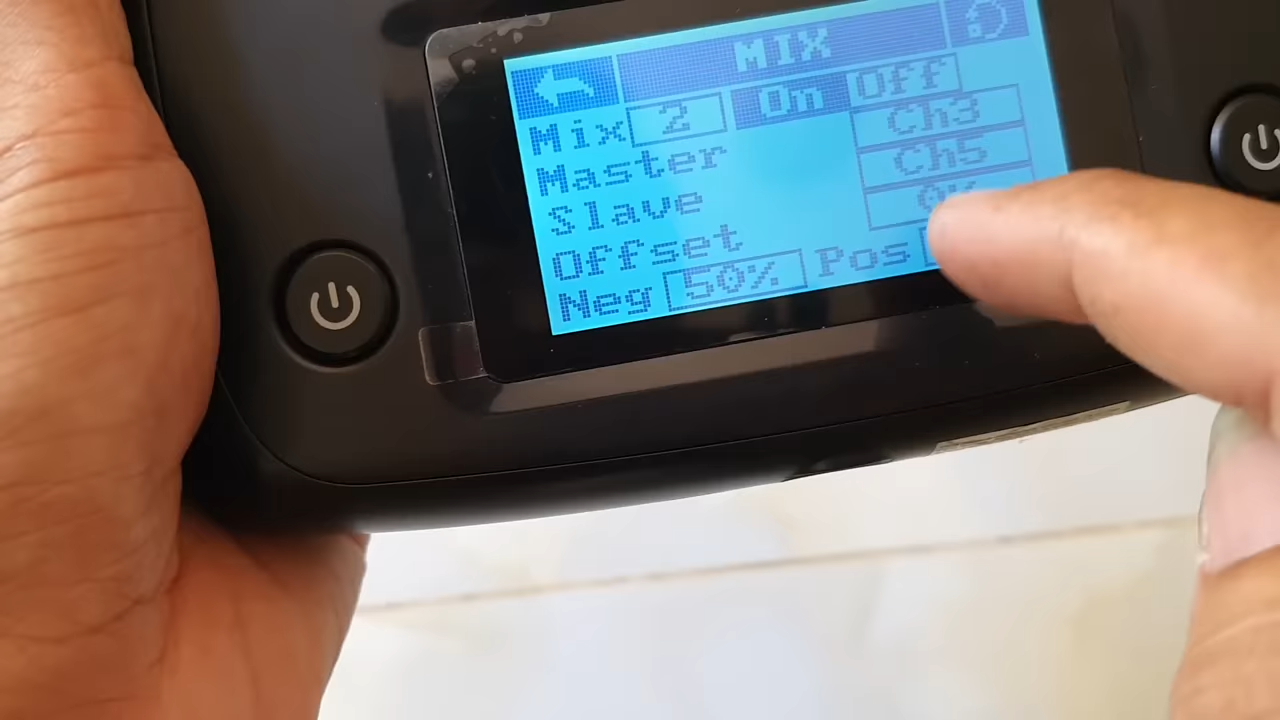 MIX
Mix 2 On Off
Master Ch3
Slave Ch5
Offset
Neg 50% Pos